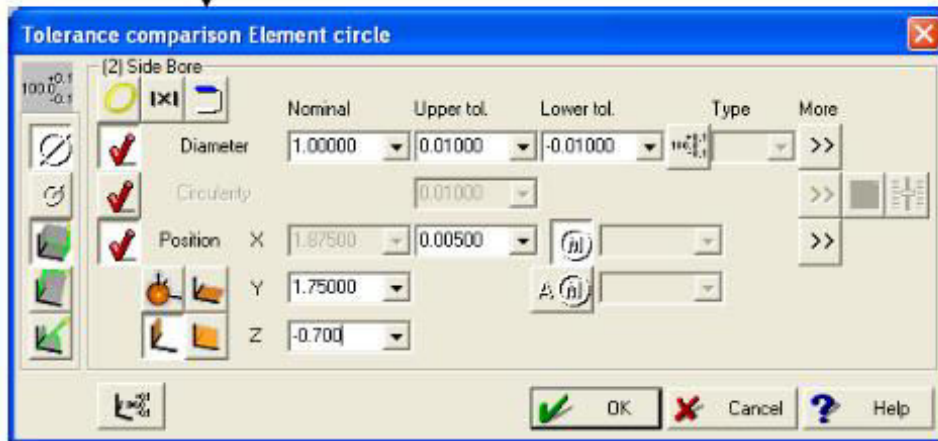 Tolerance comparison Element circle
(2) Side Bore
100.0 +0.1 -0.1
Nominal Upper tol. Lower tol. Type More
Diameter 1.00000 0.01000 -0.01000 >>
Circularity 0.01000 >>
Position X 1.87500 0.00500 >>
Y 1.75000 A
Z -0.700
OK Cancel Help